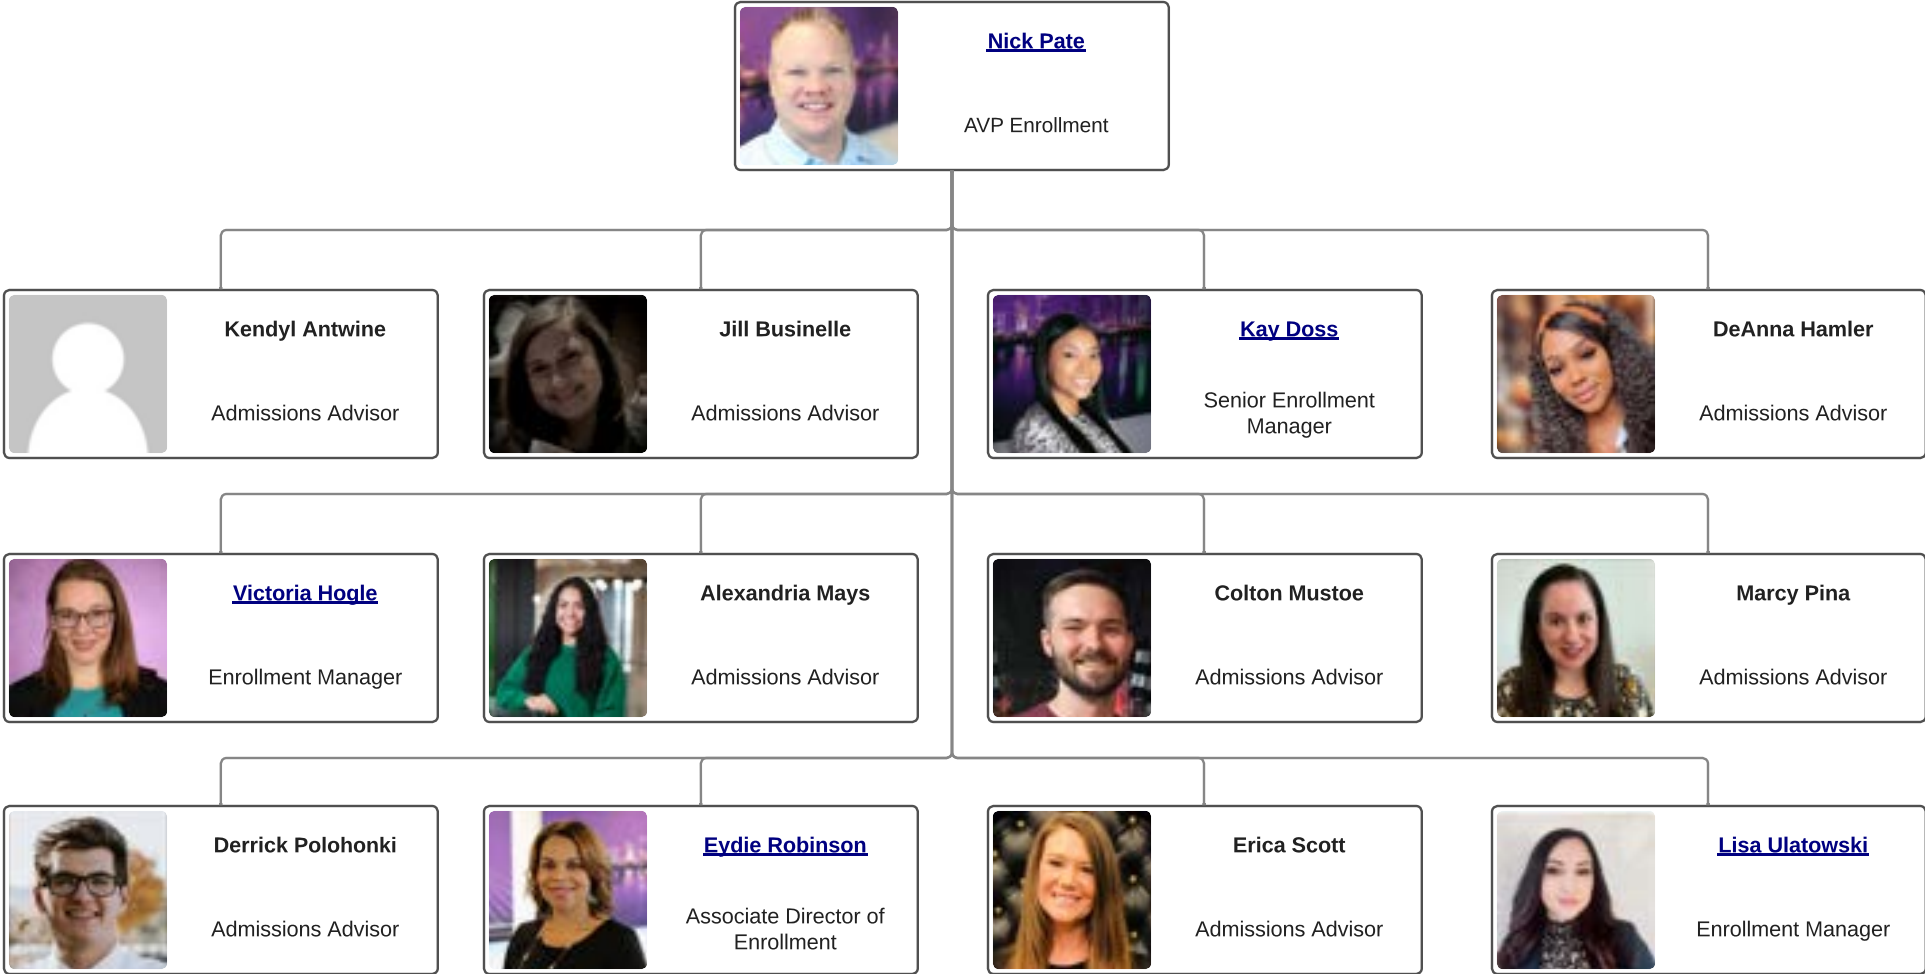 Nick Pate
AVP Enrollment
Kendyl Antwine
Admissions Advisor
Jill Businelle
Admissions Advisor
Kay Doss
Senior Enrollment
Manager
DeAnna Hamler
Admissions Advisor
Victoria Hogle
Enrollment Manager
Alexandria Mays
Admissions Advisor
Colton Mustoe
Admissions Advisor
Marcy Pina
Admissions Advisor
Derrick Polohonki
Admissions Advisor
Eydie Robinson
Associate Director of
Enrollment
Erica Scott
Admissions Advisor
Lisa Ulatowski
Enrollment Manager